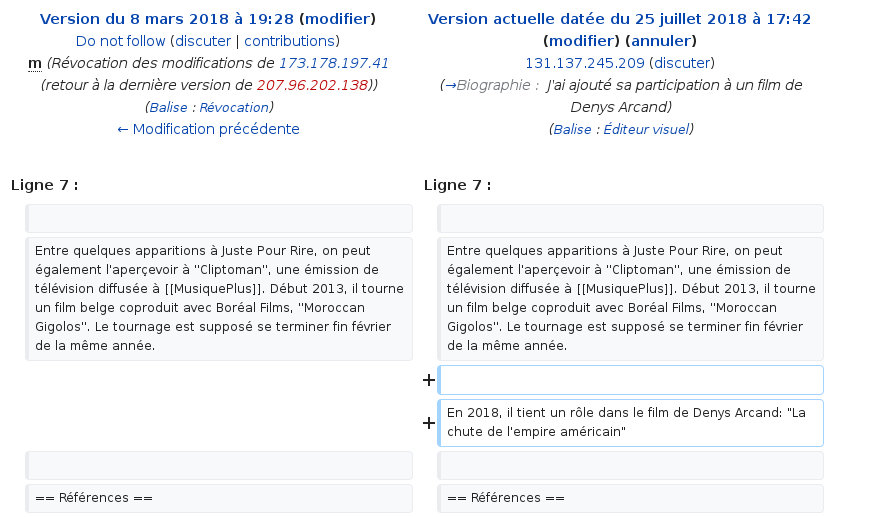 Version du 8 mars 2018 à 19:28 (modifier)
Do not follow (discuter | contributions)
m (Révocation des modifications de 173.178.197.41
(retour à la dernière version de 207.96.202.138))
(Balise : Révocation)
← Modification précédente
Version actuelle datée du 25 juillet 2018 à 17:42
(modifier) (annuler)
131.137.245.209 (discuter)
(→Biographie : J'ai ajouté sa participation à un film de
Denys Arcand)
(Balise : Éditeur visuel)
Ligne 7 :
Ligne 7 :
Entre quelques apparitions à Juste Pour Rire, on peut
également l'aperçevoir à ''Cliptoman'', une émission de
télévision diffusée à [[MusiquePlus]]. Début 2013, il tourne
un film belge coproduit avec Boréal Films, ''Moroccan
Gigolos''. Le tournage est supposé se terminer fin février
de la même année.
Entre quelques apparitions à Juste Pour Rire, on peut
également l'aperçevoir à ''Cliptoman'', une émission de
télévision diffusée à [[MusiquePlus]]. Début 2013, il tourne
un film belge coproduit avec Boréal Films, ''Moroccan
Gigolos''. Le tournage est supposé se terminer fin février
de la même année.
+
+
En 2018, il tient un rôle dans le film de Denys Arcand: "La
chute de l'empire américain"
== Références ==
== Références ==